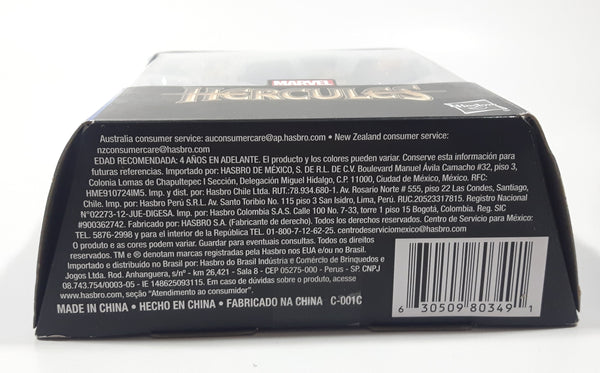 MARVEL
HERCULES
Hasbro
Australia consumer service: auconsumercare@ap.hasbro.com • New Zealand consumer service:
nzconsumercare@hasbro.com
EDAD RECOMENDADA: 4 AÑOS EN ADELANTE. El producto y los colores pueden variar. Conserve esta información para
futuras referencias. Importado por: HASBRO DE MÉXICO, S. DE R.L. DE C.V. Boulevard Manuel Ávila Camacho #32, piso 3,
Colonia Lomas de Chapultepec I Sección, Delegación Miguel Hidalgo, C.P. 11000, Ciudad de México, México. RFC:
HME910724IM5. Imp. y dist. por: Hasbro Chile Ltd. RUT.:78.934.680-1. Av. Rosario Norte # 555, piso 22 Las Condes, Santiago,
Chile. Imp./dist. por: Hasbro Perú S.R.L. Av. Santo Toribio No. 115 piso 3 San Isidro, Lima, Perú. RUC.20523317815. Registro
N°02273-12-JUE-DIGESA. Imp. y dist. por: Hasbro Colombia S.A.S. Calle 100 No. 7-33, torre 1 piso 15 Bogotá, Colombia. Reg. SIC
#900362742. Fabricado por: HASBRO S.A. (Fabricante de derecho). Todos los derechos reservados. Centro de Servicio para México:
TEL. 5876-2998 y para el interior de la República TEL. 01-800-7-12-62-25. centrodeserviciomexico@hasbro.com
O produto e as cores podem variar. Guardar para eventuais consultas. Todos os direitos
reservados. TM e ® denotam marcas registradas pela Hasbro nos EUA e/ou no Brasil.
Importado e distribuído no Brasil por: Hasbro do Brasil Indústria e Comércio de Brinquedos e
Jogos Ltda. Rod. Anhanguera, s/nº - km 26,421 - Sala 8 - CEP 05275-000 - Perus - SP. CNPJ
08.743.754/0003-05 - IE 148625093115. Em caso de dúvidas sobre o produto, acesse
www.hasbro.com, seção "Atendimento ao consumidor".
MADE IN CHINA • HECHO EN CHINA • FABRICADO NA CHINA C-001C
6 30509 80349 1